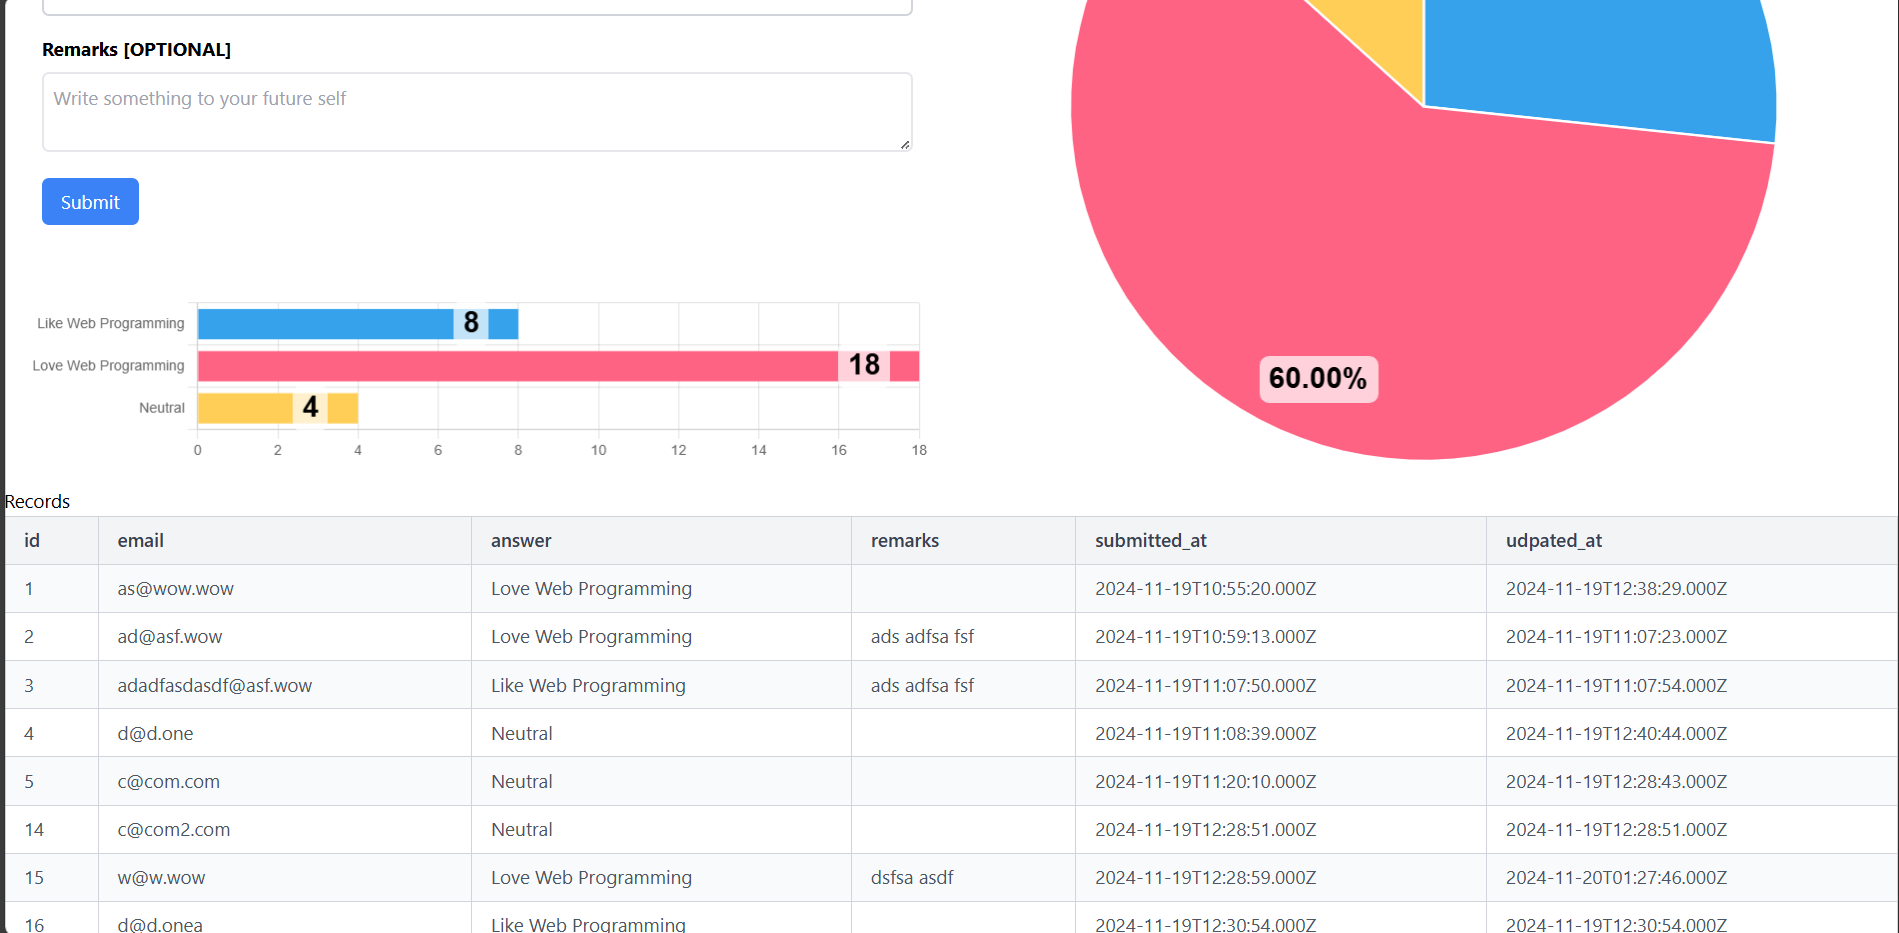 Remarks [OPTIONAL]
Write something to your future self
Submit
Like Web Programming
8
Love Web Programming
18
Neutral
4
0 2 4 6 8 10 12 14 16 18
60.00%
Records
id email answer remarks submitted_at udpated_at
1 as@wow.wow Love Web Programming 2024-11-19T10:55:20.000Z 2024-11-19T12:38:29.000Z
2 ad@asf.wow Love Web Programming ads adfsa fsf 2024-11-19T10:59:13.000Z 2024-11-19T11:07:23.000Z
3 adadfasdasdf@asf.wow Like Web Programming ads adfsa fsf 2024-11-19T11:07:50.000Z 2024-11-19T11:07:54.000Z
4 d@d.one Neutral 2024-11-19T11:08:39.000Z 2024-11-19T12:40:44.000Z
5 c@com.com Neutral 2024-11-19T11:20:10.000Z 2024-11-19T12:28:43.000Z
14 c@com2.com Neutral 2024-11-19T12:28:51.000Z 2024-11-19T12:28:51.000Z
15 w@w.wow Love Web Programming dsfsa asdf 2024-11-19T12:28:59.000Z 2024-11-20T01:27:46.000Z
16 d@d.onea Like Web Programming 2024-11-19T12:30:54.000Z 2024-11-19T12:30:54.000Z